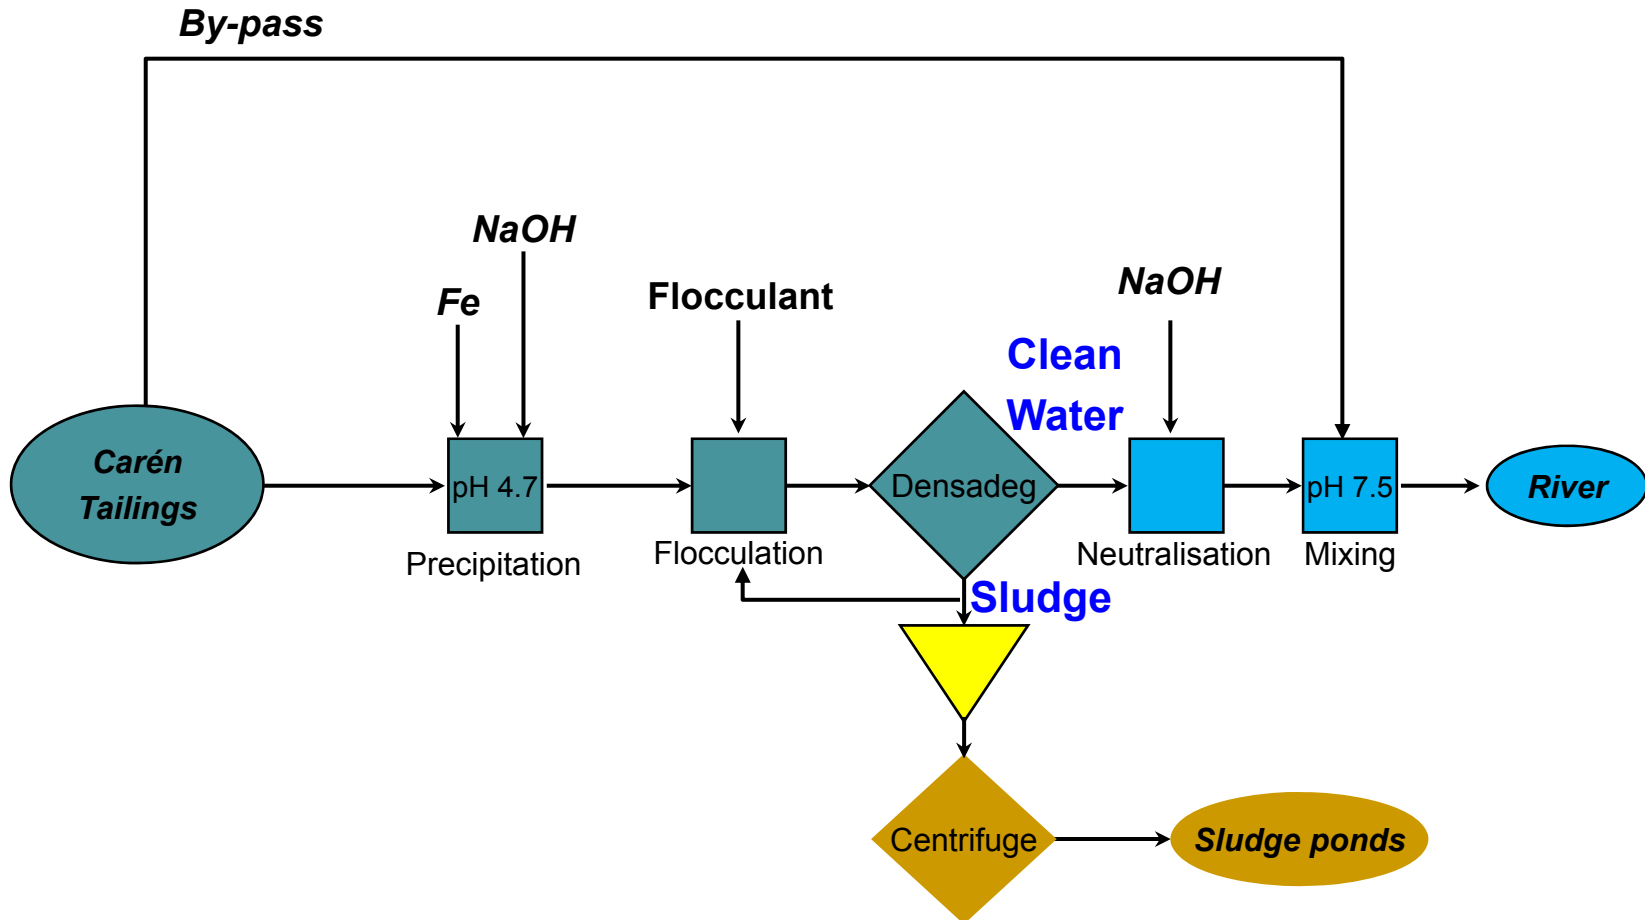 By-pass
NaOH
Fe
Flocculant
NaOH
Clean
Water
Carén
Tailings
pH 4.7
Densadeg
pH 7.5
River
Precipitation
Flocculation
Neutralisation
Mixing
Sludge
Centrifuge
Sludge ponds